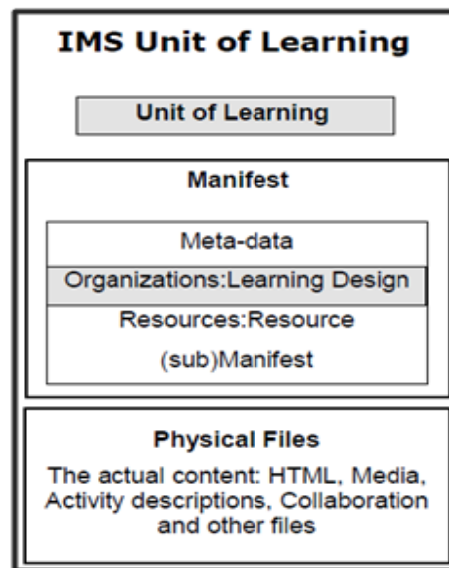 IMS Unit of Learning
Unit of Learning
Manifest
Meta-data
Organizations:Learning Design
Resources:Resource
(sub)Manifest
Physical Files
The actual content: HTML, Media,
Activity descriptions, Collaboration
and other files